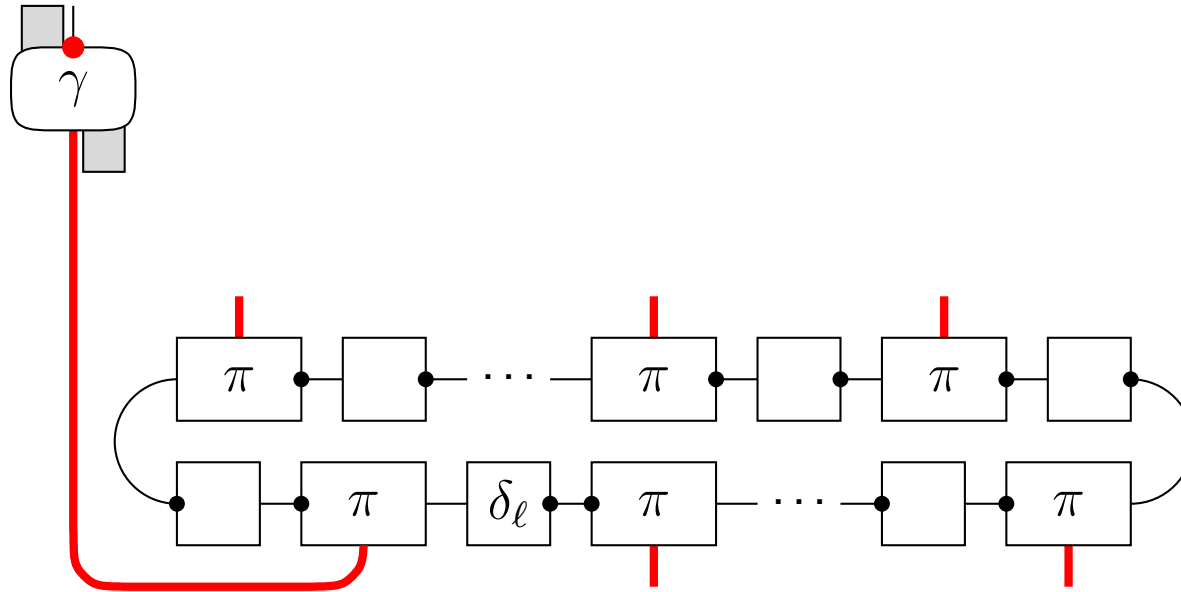 γ
π ··· π π
π δ_ℓ π ··· π